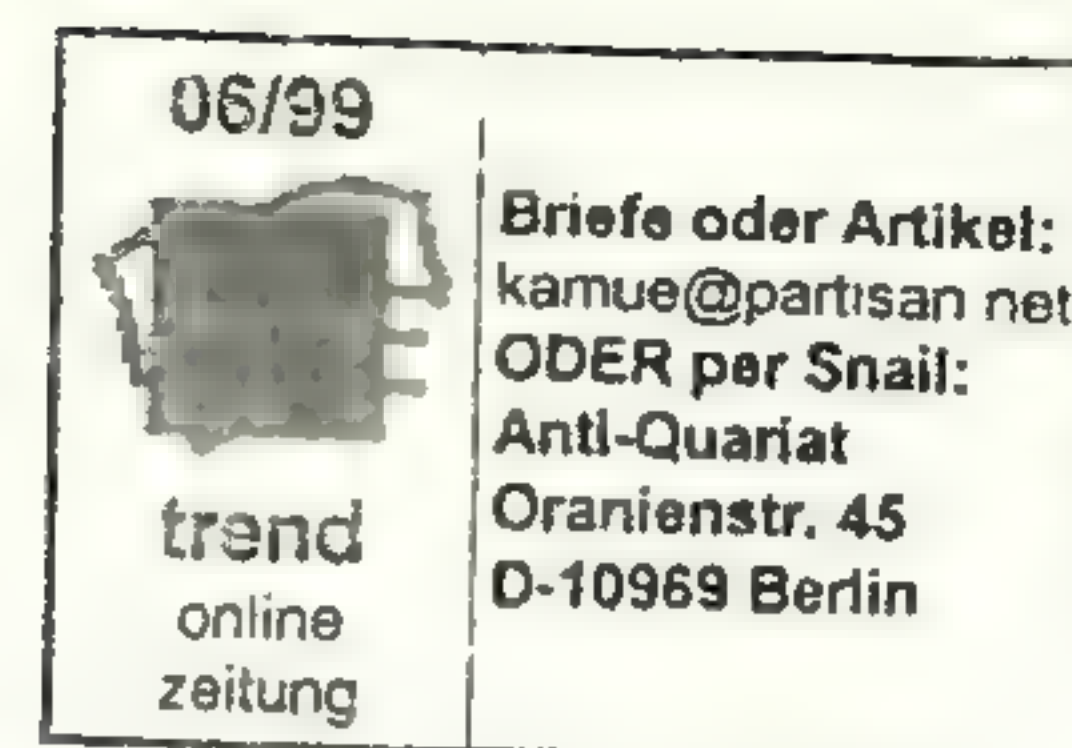 06/99
trend
online
zeitung
Briefe oder Artikel:
kamue@partisan net
ODER per Snail:
Anti-Quariat
Oranienstr. 45
D-10969 Berlin